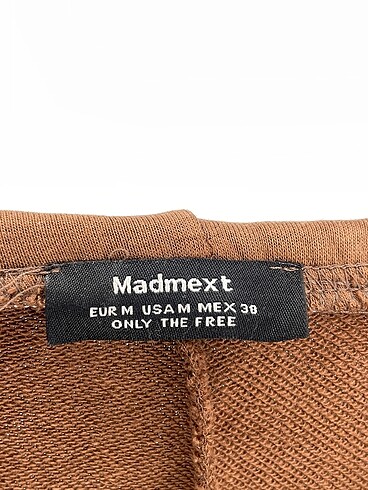 Madmext
EUR M USA M MEX 38
ONLY THE FREE